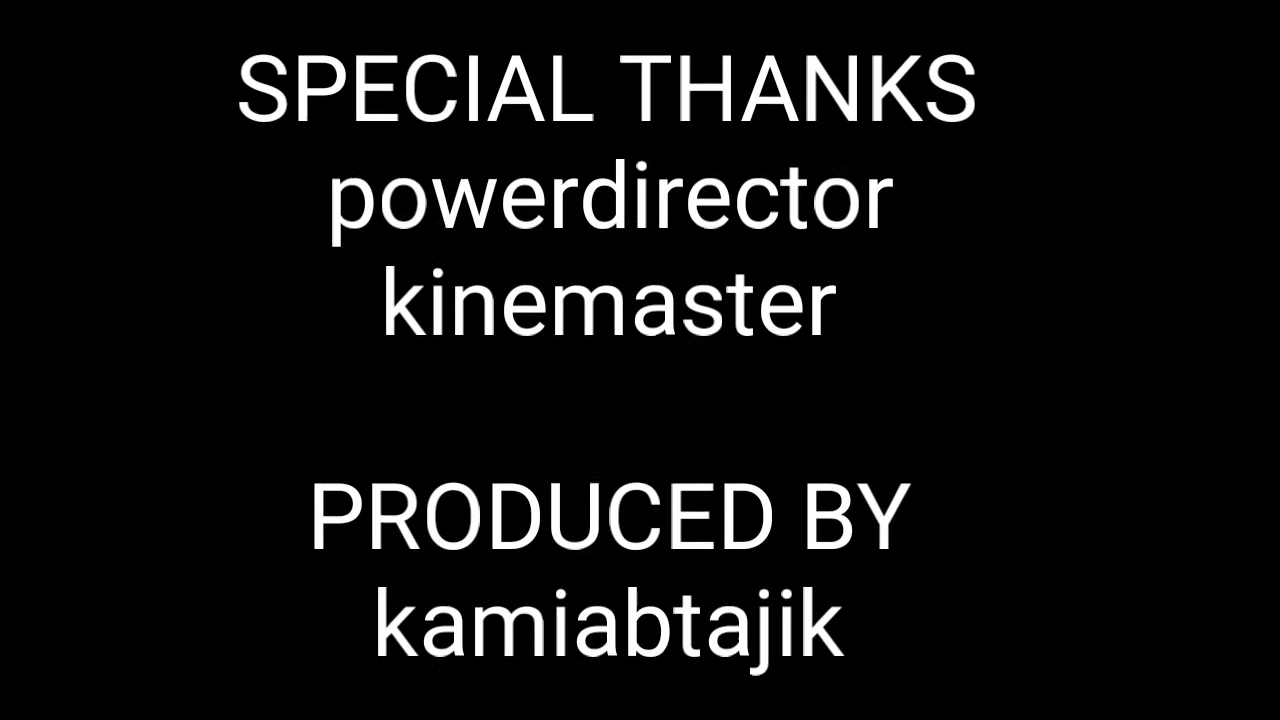 SPECIAL THANKS
powerdirector
kinemaster
PRODUCED BY
kamiabtajik